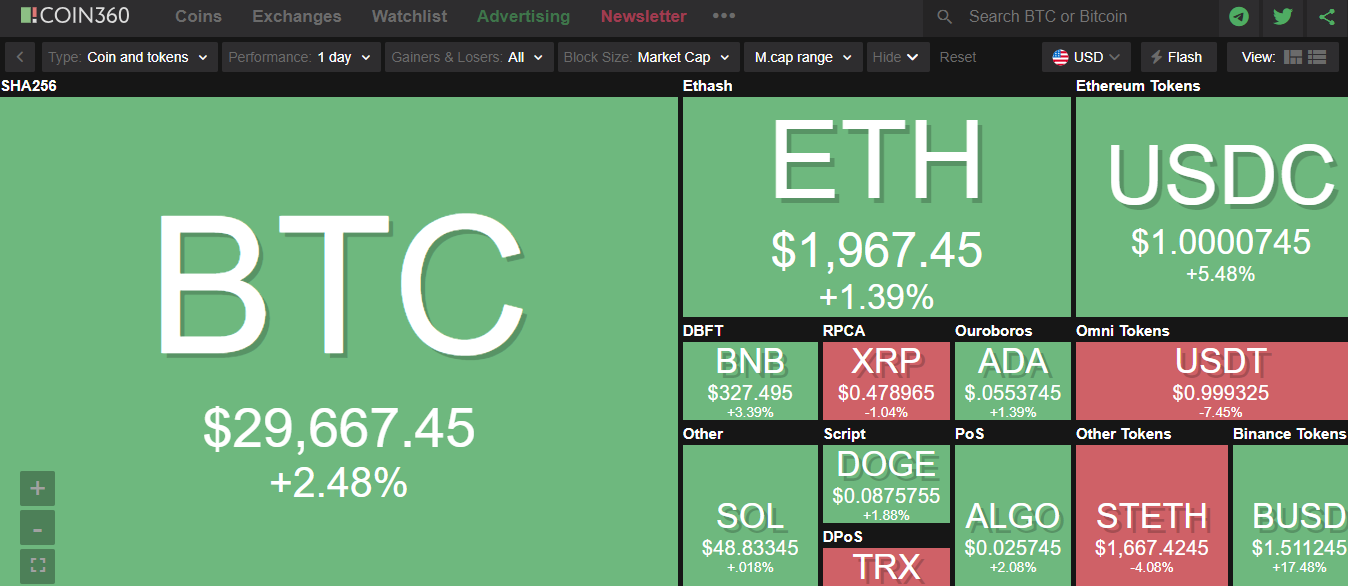 COIN360 Coins Exchanges Watchlist Advertising Newsletter ••• Search BTC or Bitcoin
Type: Coin and tokens Performance: 1 day Gainers & Losers: All Block Size: Market Cap M.cap range Hide Reset USD Flash View:
SHA256
BTC
$29,667.45
+2.48%
+
-
Ethash
ETH
$1,967.45
+1.39%
Ethereum Tokens
USDC
$1.0000745
+5.48%
DBFT
BNB
$327.495
+3.39%
RPCA
XRP
$0.478965
-1.04%
Ouroboros
ADA
$.0553745
+1.39%
Omni Tokens
USDT
$0.999325
-7.45%
Other
SOL
$48.83345
+.018%
Script
DOGE
$0.0875755
+1.88%
DPoS
TRX
PoS
ALGO
$0.025745
+2.08%
Other Tokens
STETH
$1,667.4245
-4.08%
Binance Tokens
BUSD
$1.511245
+17.48%